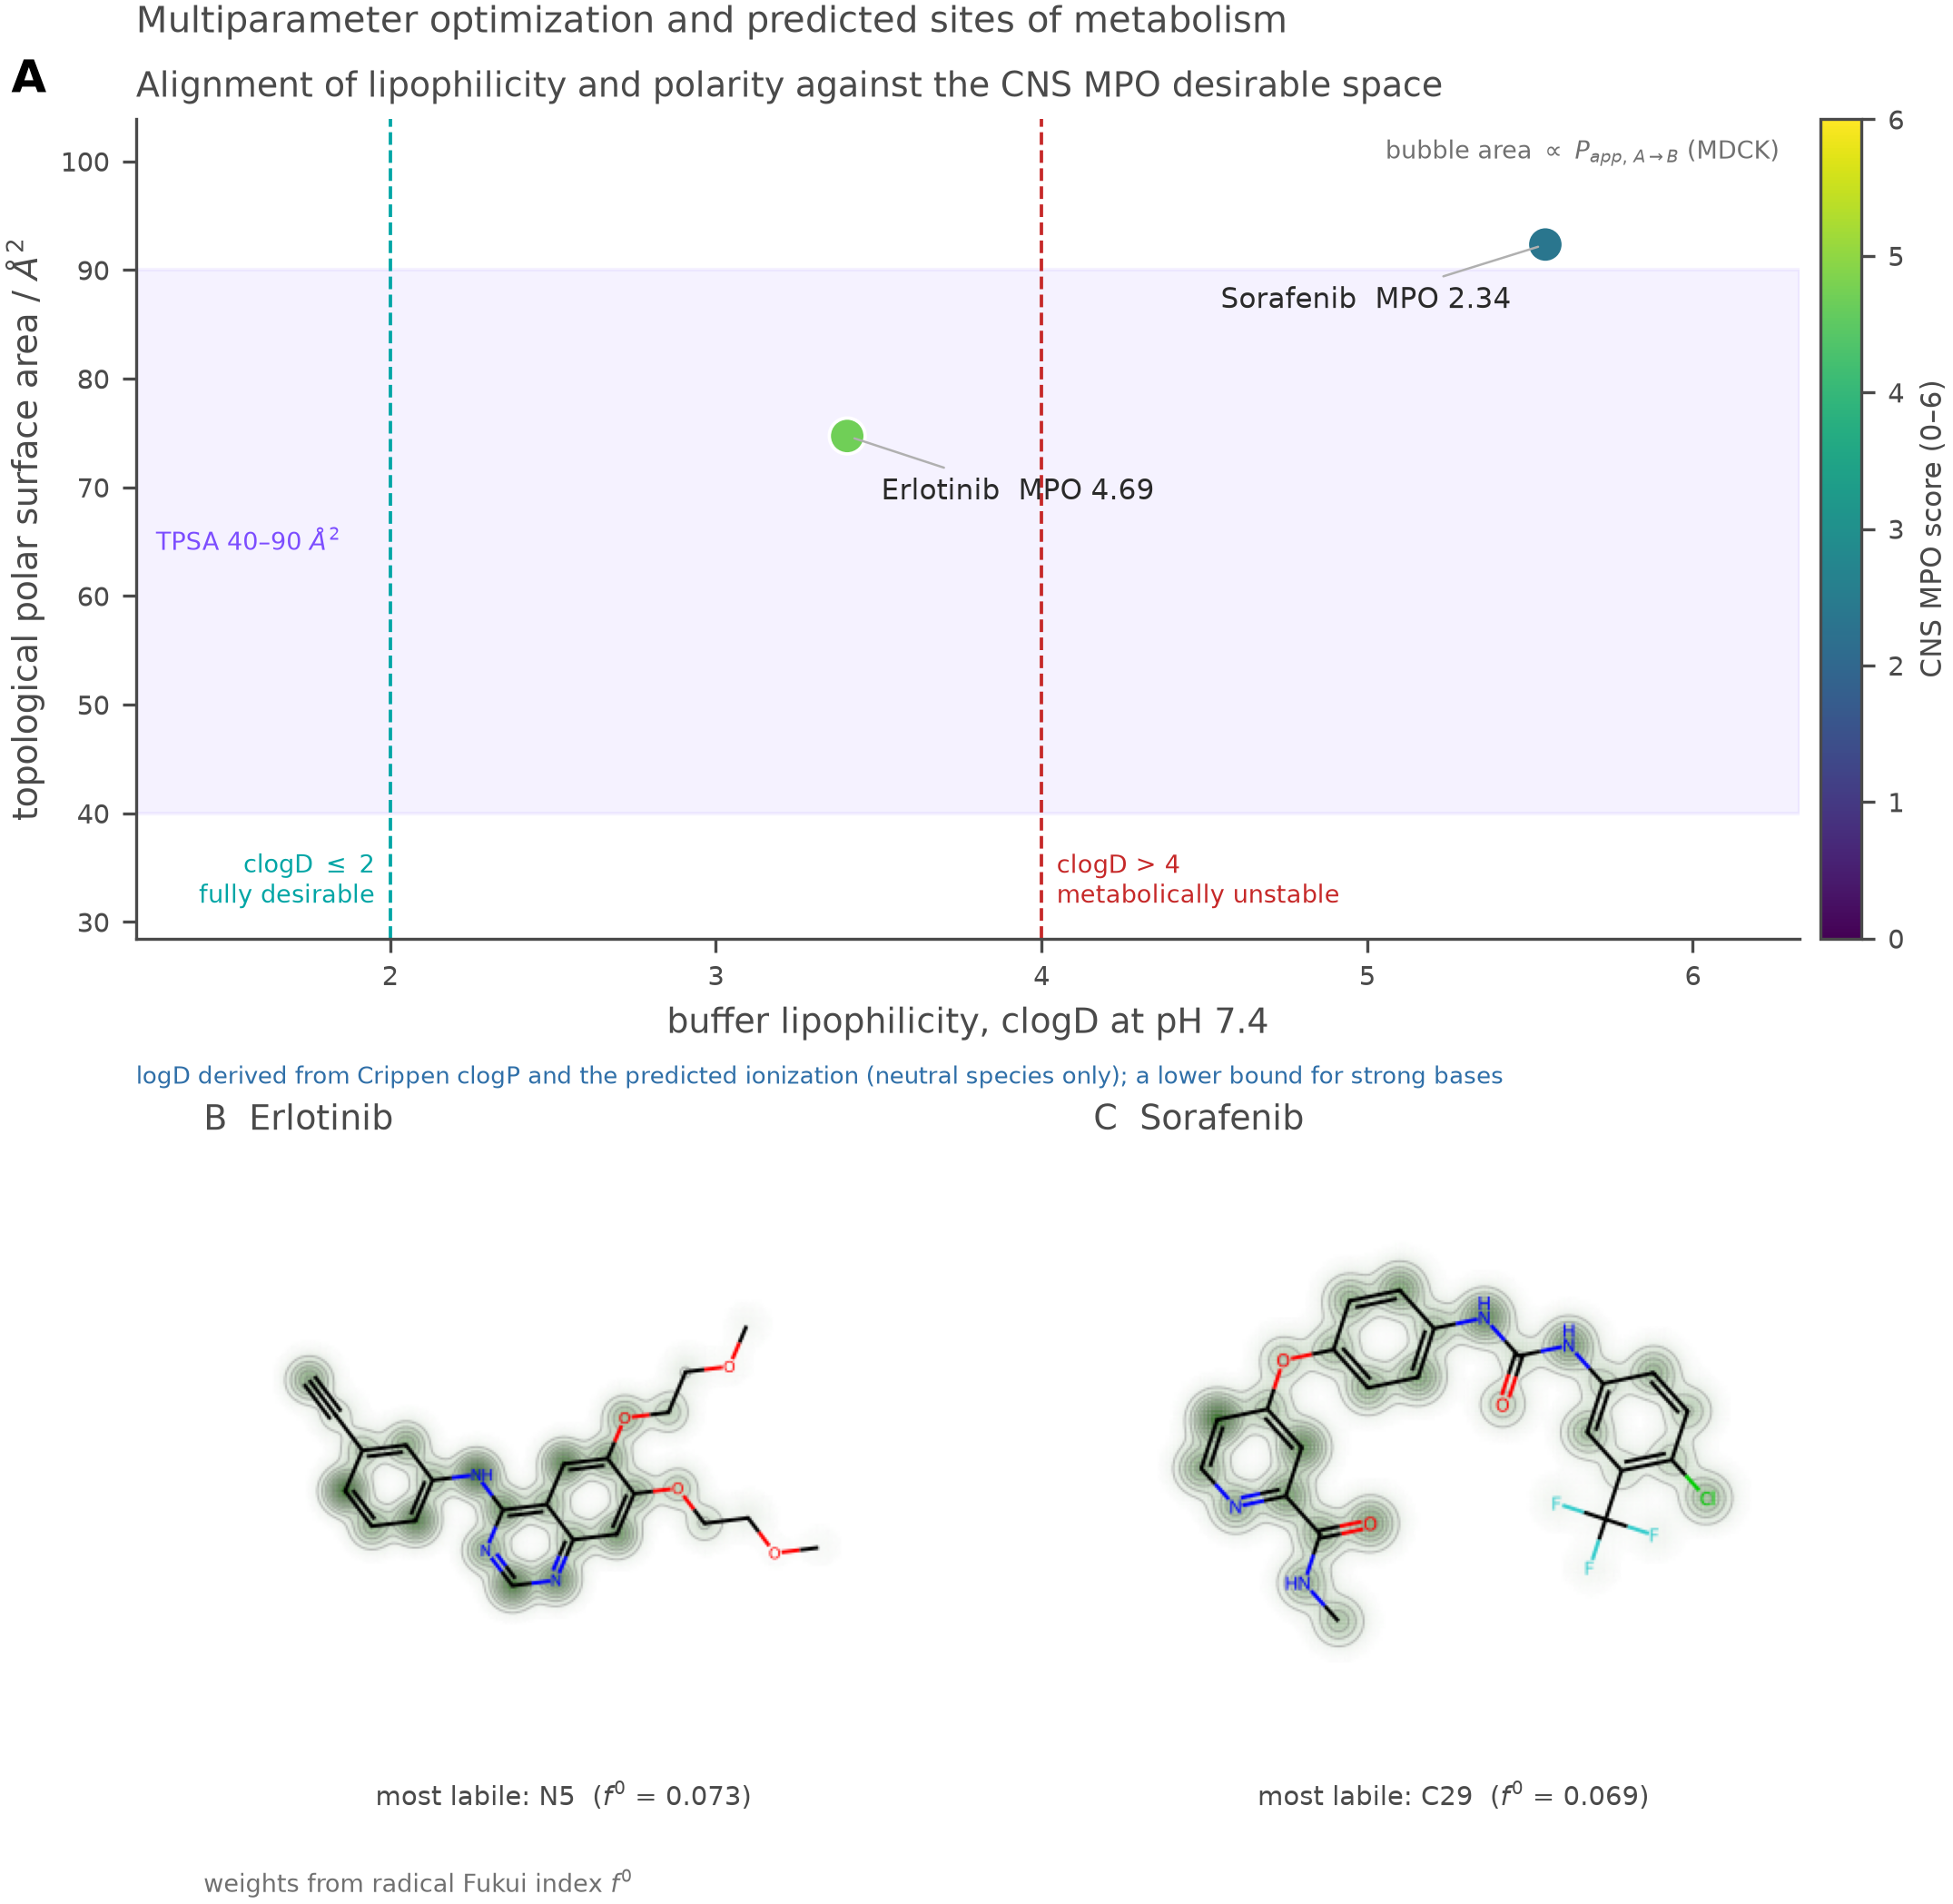 Multiparameter optimization and predicted sites of metabolism
A
Alignment of lipophilicity and polarity against the CNS MPO desirable space
bubble area ∝ P_app, A→B (MDCK)
topological polar surface area / Å²
100
90
80
70
60
50
40
30
Sorafenib MPO 2.34
Erlotinib MPO 4.69
TPSA 40–90 Å²
clogD ≤ 2
fully desirable
clogD > 4
metabolically unstable
2
3
4
5
6
buffer lipophilicity, clogD at pH 7.4
6
5
4
3
2
1
0
CNS MPO score (0–6)
logD derived from Crippen clogP and the predicted ionization (neutral species only); a lower bound for strong bases
B Erlotinib
C Sorafenib
O
O
NH
O
N
N
O
H
N
H
N
O
O
N
O
HN
Cl
F
F
F
most labile: N5 (f⁰ = 0.073)
most labile: C29 (f⁰ = 0.069)
weights from radical Fukui index f⁰